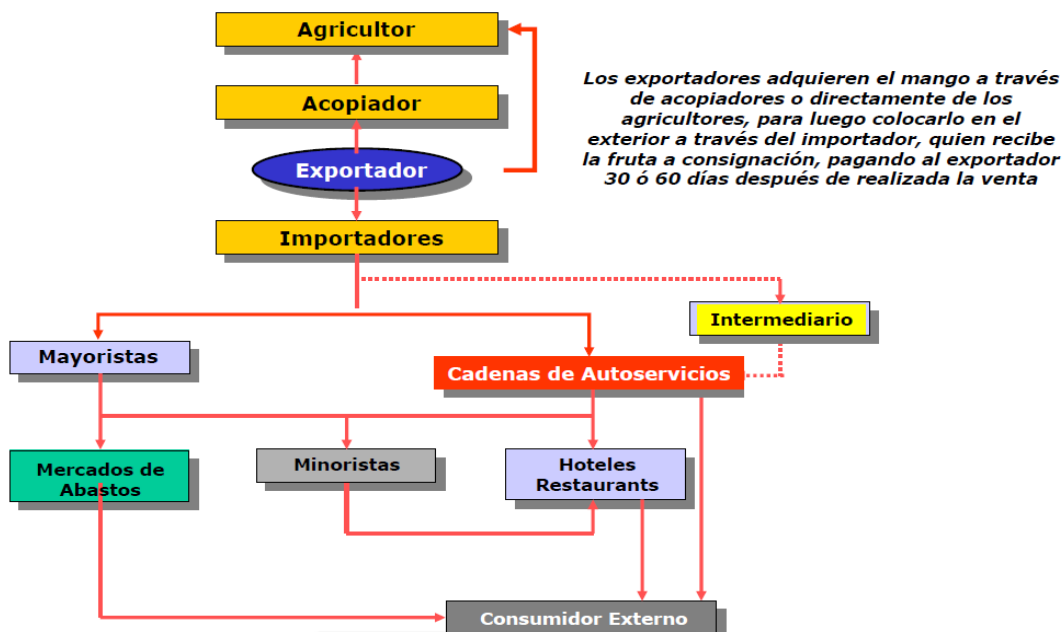 Agricultor
Los exportadores adquieren el mango a través
de acopiadores o directamente de los
agricultores, para luego colocarlo en el
exterior a través del importador, quien recibe
la fruta a consignación, pagando al exportador
30 ó 60 días después de realizada la venta
Acopiador
Exportador
Importadores
Intermediario
Mayoristas
Cadenas de Autoservicios
Mercados de
Abastos
Minoristas
Hoteles
Restaurants
Consumidor Externo